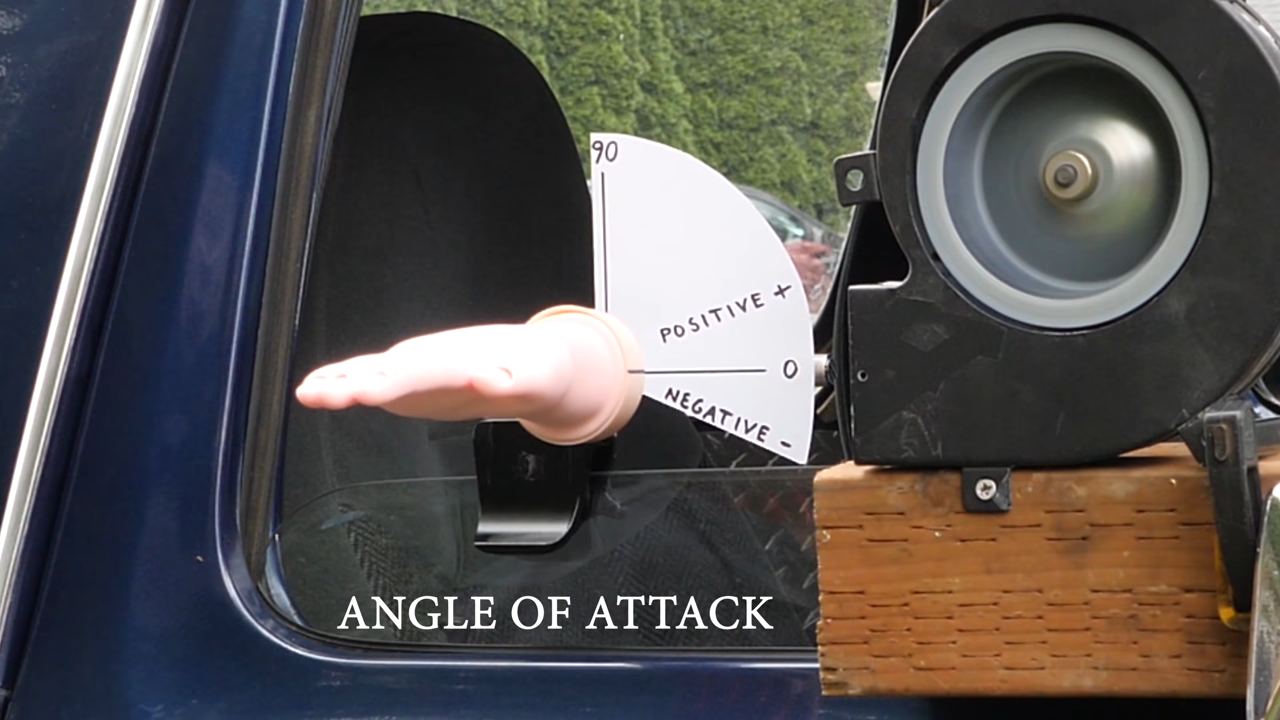 90
POSITIVE +
0
NEGATIVE -
ANGLE OF ATTACK